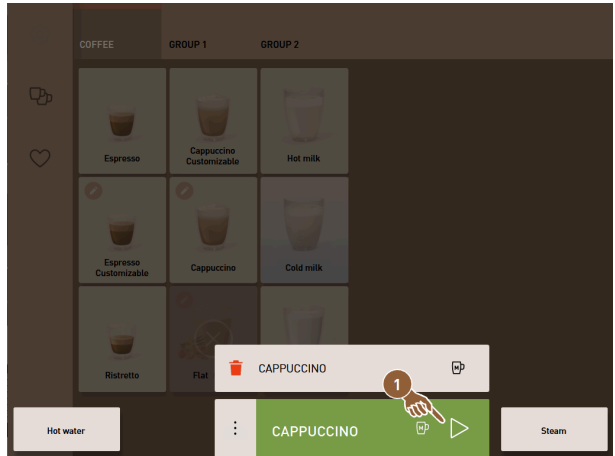 COFFEE GROUP 1 GROUP 2
Espresso
Cappuccino
Customizable
Hot milk
Espresso
Customizable
Cappuccino
Cold milk
Ristretto
Flat
CAPPUCCINO
M
1
Hot water
CAPPUCCINO
M
Steam